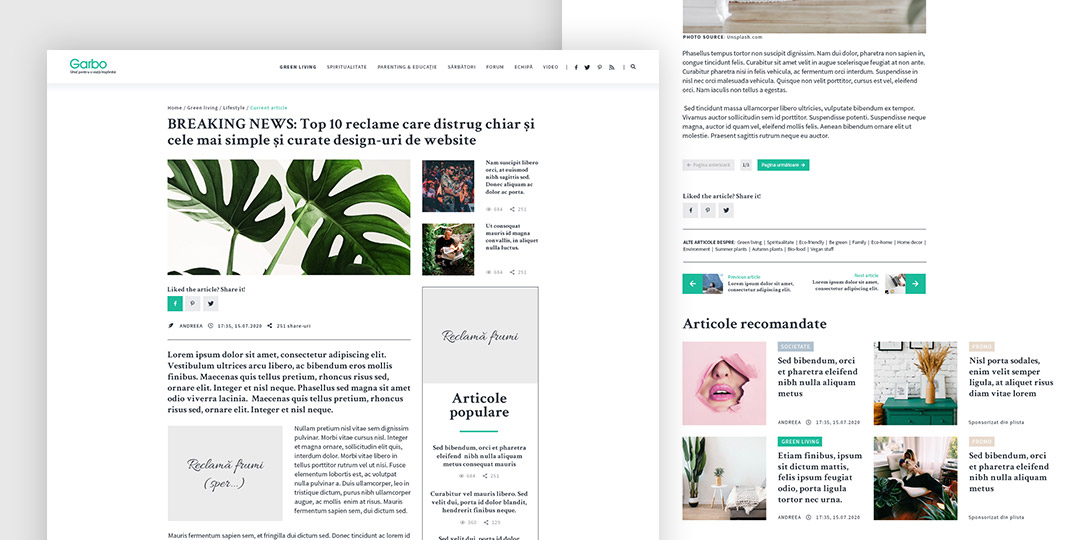 Garbo
Ghid pentru o viață împlinită
GREEN LIVING SPIRITUALITATE PARENTING & EDUCAȚIE SĂRBĂTORI FORUM ECHIPĂ VIDEO
Home / Green living / Lifestyle / Current article
BREAKING NEWS: Top 10 reclame care distrug chiar și
cele mai simple și curate design-uri de website
Nam suscipit libero
orci, at euismod
nibh sagittis sed.
Donec aliquam ac
dolor ac porta.
684 251
Ut consequat
mauris id magna
convallis, in aliquet
nulla luctus.
684 251
Liked the article? Share it!
ANDREEA 17:35, 15.07.2020 251 share-uri
Lorem ipsum dolor sit amet, consectetur adipiscing elit.
Vestibulum ultrices arcu libero, ac bibendum eros mollis
finibus. Maecenas quis tellus pretium, rhoncus risus sed,
ornare elit. Integer et nisl neque. Phasellus sed magna sit amet
odio viverra lacinia. Maecenas quis tellus pretium, rhoncus
risus sed, ornare elit. Integer et nisl neque.
Reclamă frumi
(sper...)
Nullam pretium nisl vitae sem dignissim
pulvinar. Morbi vitae cursus nisl. Integer
et magna ornare, sollicitudin elit quis,
interdum dolor. Morbi vitae libero in
tellus porttitor rutrum vel ut nisi. Fusce
elementum lobortis est, ac volutpat
nulla pulvinar a. Duis ullamcorper, leo in
tristique dictum, purus nibh ullamcorper
augue, ac mollis enim at risus. Mauris
fermentum sapien sem, dui dictum sed.
Mauris fermentum sapien sem, et fringilla dui dictum sed. Donec tincidunt ac lorem id
Reclamă frumi
Articole
populare
Sed bibendum, orci et pharetra
eleifend nibh nulla aliquam
metus consequat mauris
684 251
Curabitur vel mauris libero. Sed
velit dui, porta id dolor blandit,
hendrerit finibus neque.
360 120
Sed velit dui, porta id dolor
PHOTO SOURCE: Unsplash.com
Phasellus tempus tortor non suscipit dignissim. Nam dui dolor, pharetra non sapien in,
congue tincidunt felis. Curabitur sit amet velit in augue scelerisque feugiat at non ante.
Curabitur pharetra nisi in felis vehicula, ac fermentum orci interdum. Suspendisse in
nisl nec orci malesuada vehicula. Quisque non velit porttitor, cursus est vel, eleifend
orci. Nam iaculis non tellus a egestas.
Sed tincidunt massa ullamcorper libero ultricies, vulputate bibendum ex tempor.
Vivamus auctor sollicitudin sem id porttitor. Suspendisse potenti. Suspendisse neque
magna, auctor id quam vel, eleifend mollis felis. Aenean bibendum ornare elit ut
molestie. Praesent sagittis rutrum neque eu auctor.
← Pagina anterioară 1/3 Pagina următoare →
Liked the article? Share it!
ALTE ARTICOLE DESPRE: Green living | Spiritualitate | Eco-friendly | Be green | Family | Eco-home | Home decor |
Environment | Summer plants | Autumn plants | Bio-food | Vegan stuff
Previous article
Lorem ipsum dolor sit amet,
consectetur adipiscing elit.
Next article
Lorem ipsum dolor sit amet,
consectetur adipiscing elit.
Articole recomandate
SOCIETATE
Sed bibendum, orci
et pharetra eleifend
nibh nulla aliquam
metus
ANDREEA 17:35, 15.07.2020
PROMO
Nisl porta sodales,
enim velit semper
ligula, at aliquet risus
diam vitae lorem
Sponsorizat din plista
GREEN LIVING
Etiam finibus, ipsum
sit dictum mattis,
felis ipsum feugiat
odio, porta ligula
tortor nec urna.
ANDREEA 17:35, 15.07.2020
PROMO
Sed bibendum, orci
et pharetra eleifend
nibh nulla aliquam
metus
Sponsorizat din plista